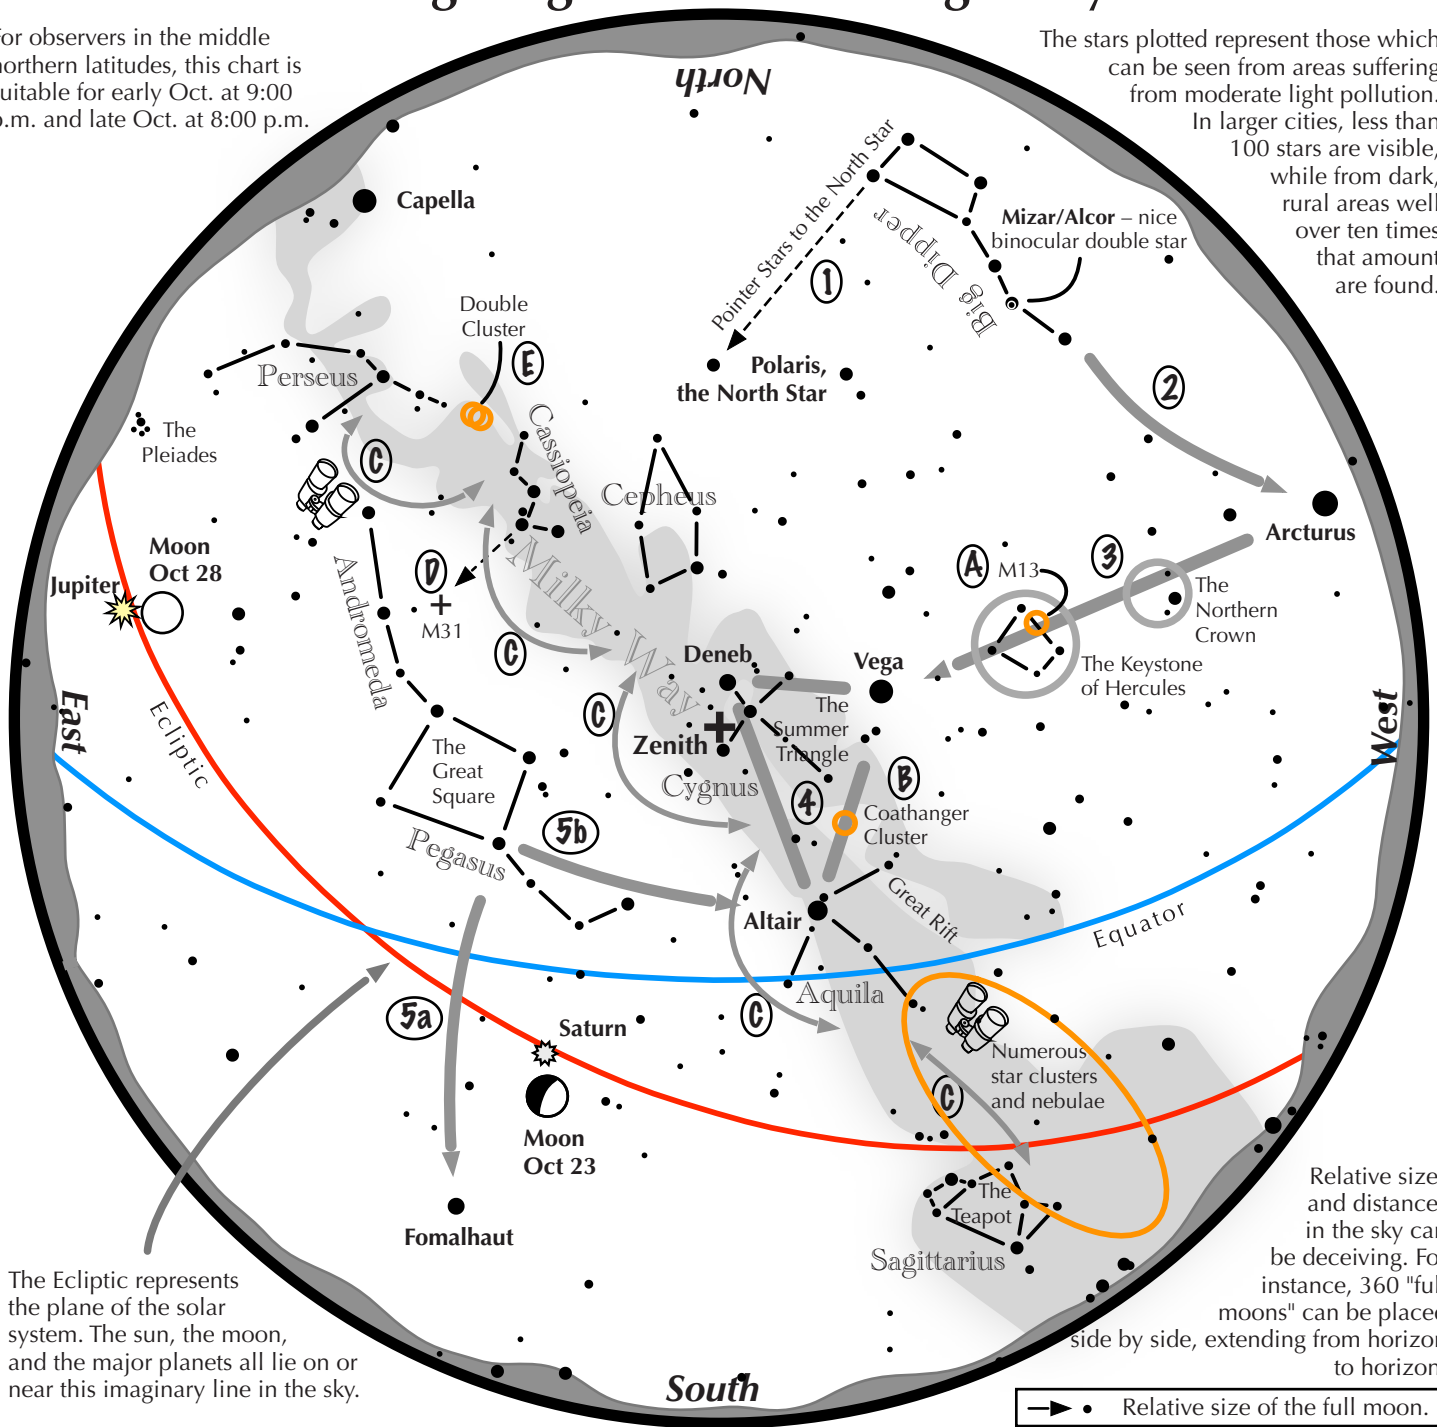 For observers in the middle
northern latitudes, this chart is
suitable for early Oct. at 9:00
p.m. and late Oct. at 8:00 p.m.
The stars plotted represent those which
can be seen from areas suffering
from moderate light pollution.
In larger cities, less than
100 stars are visible,
while from dark,
rural areas well
over ten times
that amount
are found.
North
Capella
Pointer Stars to the North Star
1
Big Dipper
Mizar/Alcor – nice
binocular double star
Double
Cluster
E
Perseus
Polaris,
the North Star
2
The
Pleiades
C
Cassiopeia
Cepheus
Arcturus
Moon
Oct 28
Jupiter
Andromeda
D
M31
Milky Way
A
M13
3
The
Northern
Crown
The Keystone
of Hercules
C
Deneb
Vega
East
Ecliptic
West
C
The
Summer
Triangle
Zenith
Cygnus
The
Great
Square
4
B
Coathanger
Cluster
Pegasus
5b
Great Rift
Altair
Equator
Aquila
5a
Saturn
C
Numerous
star clusters
and nebulae
C
Moon
Oct 23
The
Teapot
Fomalhaut
Sagittarius
The Ecliptic represents
the plane of the solar
system. The sun, the moon,
and the major planets all lie on or
near this imaginary line in the sky.
Relative size
and distance
in the sky can
be deceiving. For
instance, 360 "full
moons" can be placed
side by side, extending from horizon
to horizon
South
Relative size of the full moon.